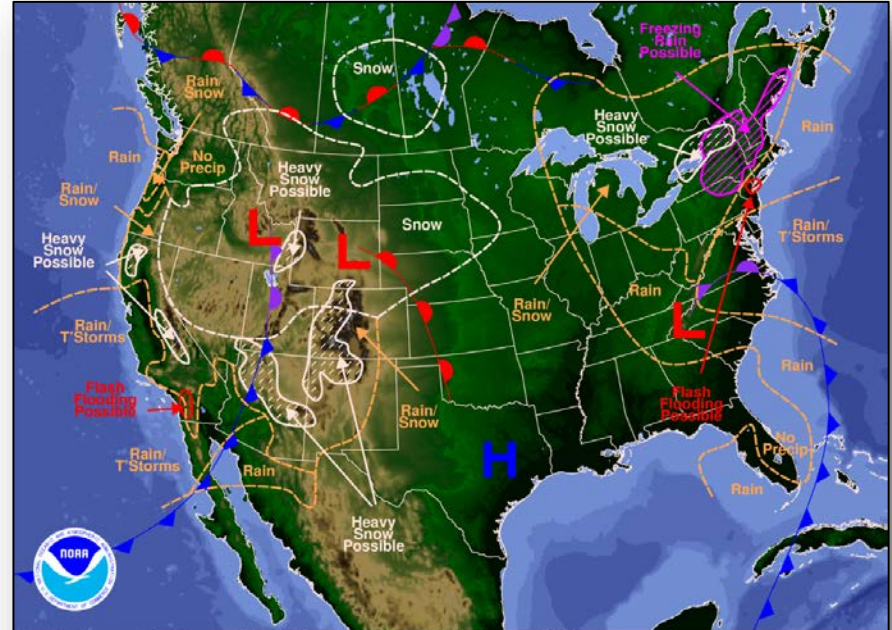 Freezing
Rain
Possible
Snow
Rain/
Snow
Rain
No
Precip
Heavy
Snow
Possible
Heavy
Snow
Possible
Rain
Rain/
Snow
Snow
Rain/
T'Storms
Heavy
Snow
Possible
Rain/
T'Storms
L
L
Rain/
Snow
Rain
L
Rain
Flash
Flooding
Possible
Rain/
Snow
Flash
Flooding
Possible
Rain/
T'Storms
Rain
H
No
Precip
Rain
Heavy
Snow
Possible
NOAA